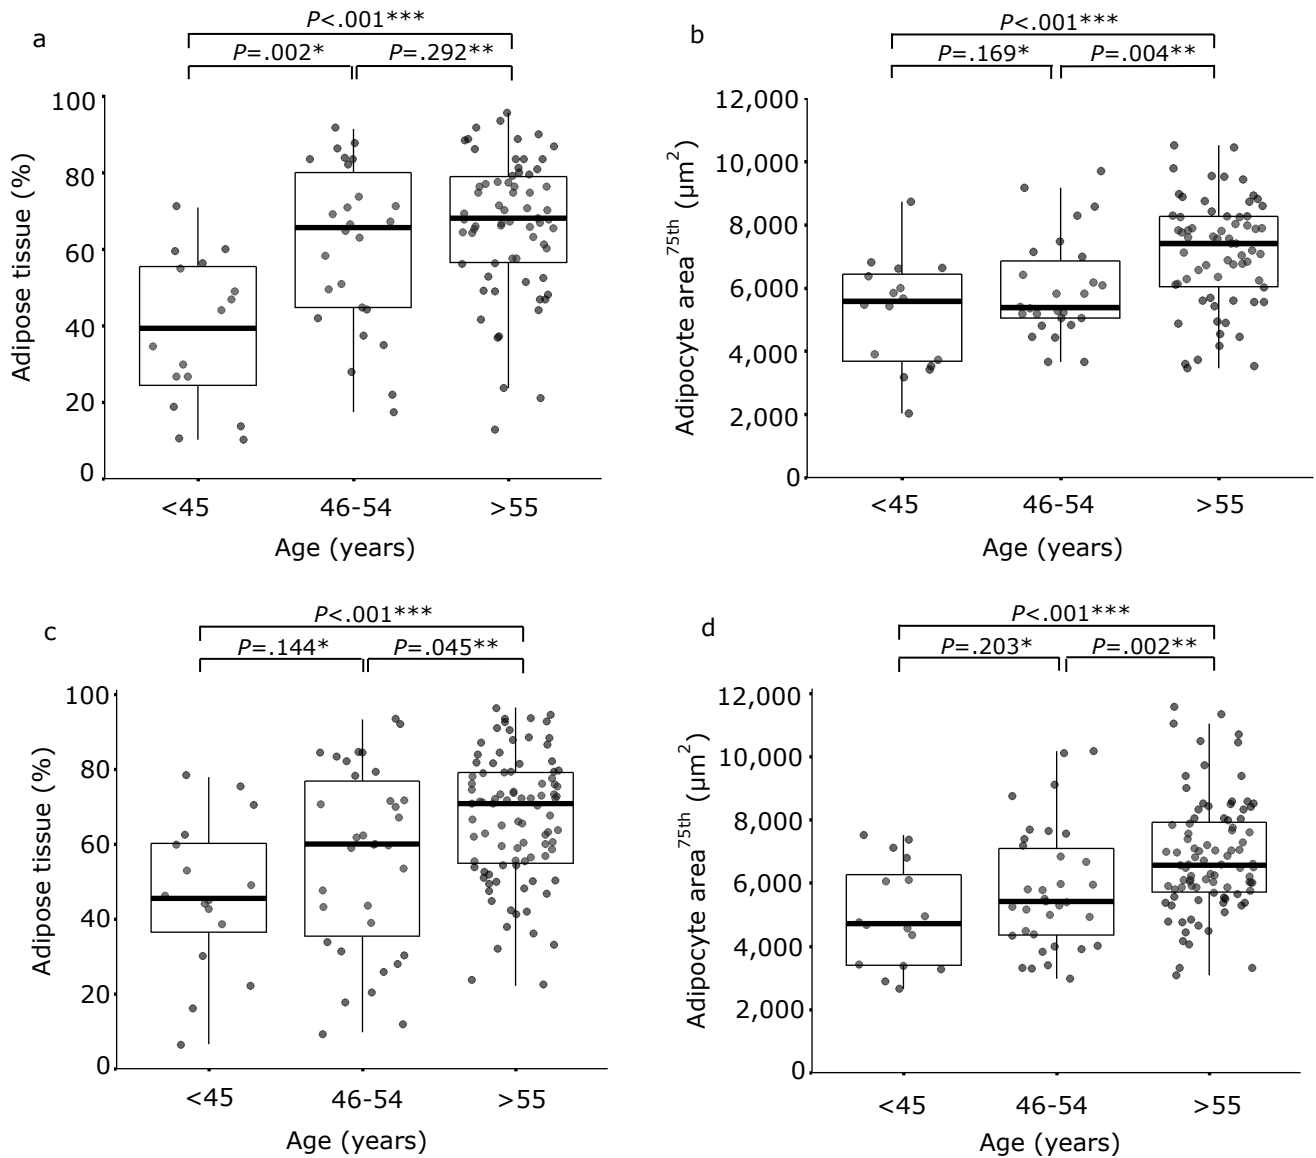 a
P<.001***
P=.002*
P=.292**
Adipose tissue (%)
100
80
60
40
20
0
<45
46-54
>55
Age (years)
b
P<.001***
P=.169*
P=.004**
Adipocyte area⁷⁵ᵗʰ (µm²)
12,000
10,000
8,000
6,000
4,000
2,000
0
<45
46-54
>55
Age (years)
c
P<.001***
P=.144*
P=.045**
Adipose tissue (%)
100
80
60
40
20
0
<45
46-54
>55
Age (years)
d
P<.001***
P=.203*
P=.002**
Adipocyte area⁷⁵ᵗʰ (µm²)
12,000
10,000
8,000
6,000
4,000
2,000
0
<45
46-54
>55
Age (years)